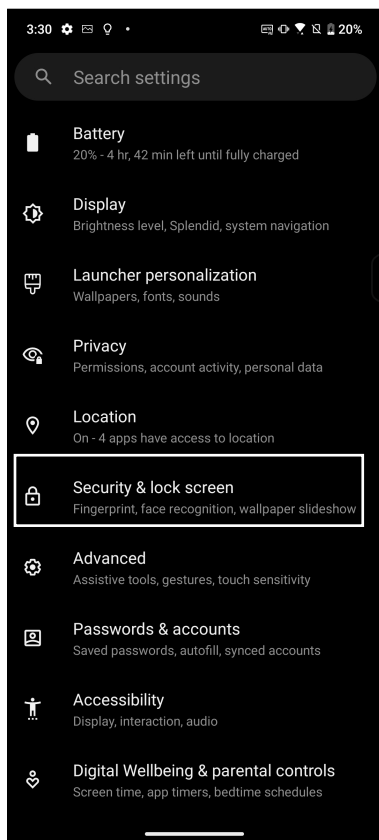 3:30 20%
Search settings
Battery
20% - 4 hr, 42 min left until fully charged
Display
Brightness level, Splendid, system navigation
Launcher personalization
Wallpapers, fonts, sounds
Privacy
Permissions, account activity, personal data
Location
On - 4 apps have access to location
Security & lock screen
Fingerprint, face recognition, wallpaper slideshow
Advanced
Assistive tools, gestures, touch sensitivity
Passwords & accounts
Saved passwords, autofill, synced accounts
Accessibility
Display, interaction, audio
Digital Wellbeing & parental controls
Screen time, app timers, bedtime schedules